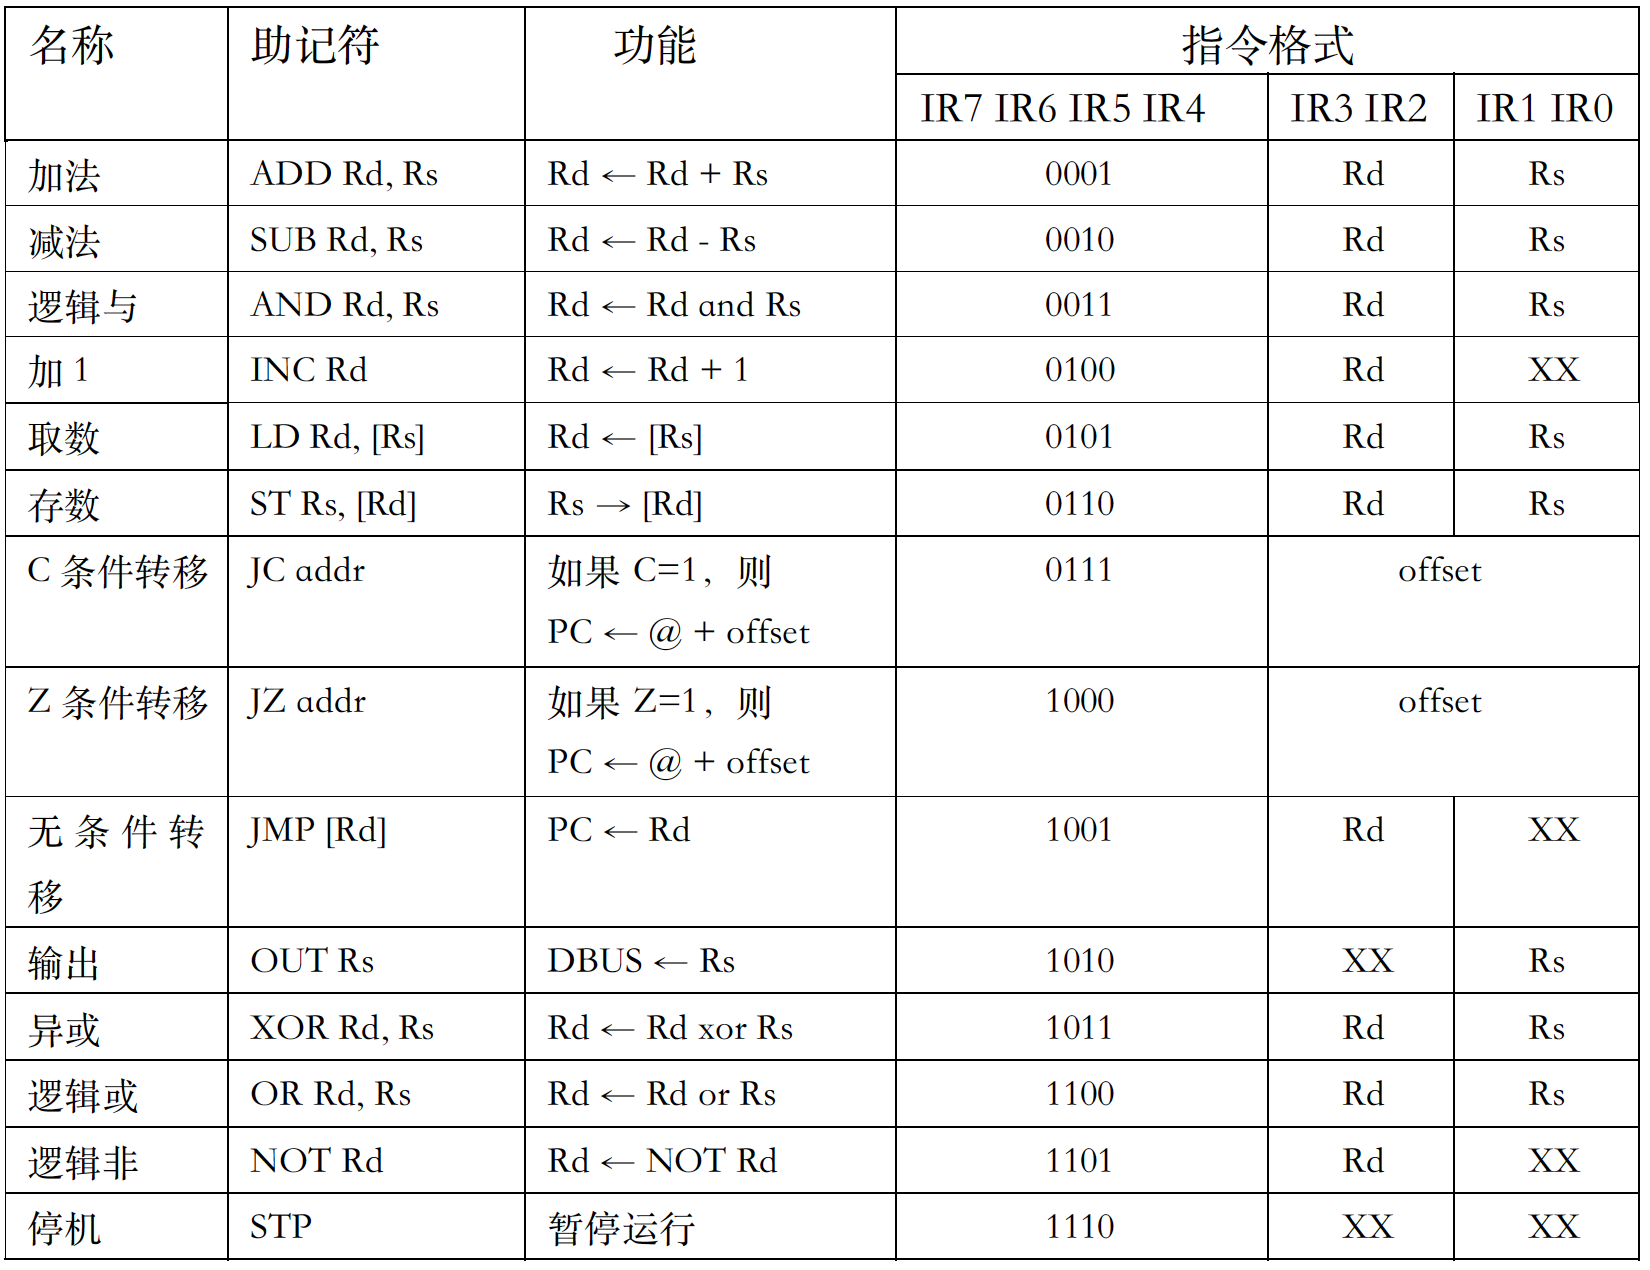 名称 助记符 功能 指令格式
IR7 IR6 IR5 IR4 IR3 IR2 IR1 IR0
加法 ADD Rd, Rs Rd ← Rd + Rs 0001 Rd Rs
减法 SUB Rd, Rs Rd ← Rd - Rs 0010 Rd Rs
逻辑与 AND Rd, Rs Rd ← Rd and Rs 0011 Rd Rs
加 1 INC Rd Rd ← Rd + 1 0100 Rd XX
取数 LD Rd, [Rs] Rd ← [Rs] 0101 Rd Rs
存数 ST Rs, [Rd] Rs → [Rd] 0110 Rd Rs
C 条件转移 JC addr 如果 C=1，则 0111 offset
PC ← @ + offset
Z 条件转移 JZ addr 如果 Z=1，则 1000 offset
PC ← @ + offset
无条件转 JMP [Rd] PC ← Rd 1001 Rd XX
移
输出 OUT Rs DBUS ← Rs 1010 XX Rs
异或 XOR Rd, Rs Rd ← Rd xor Rs 1011 Rd Rs
逻辑或 OR Rd, Rs Rd ← Rd or Rs 1100 Rd Rs
逻辑非 NOT Rd Rd ← NOT Rd 1101 Rd XX
停机 STP 暂停运行 1110 XX XX